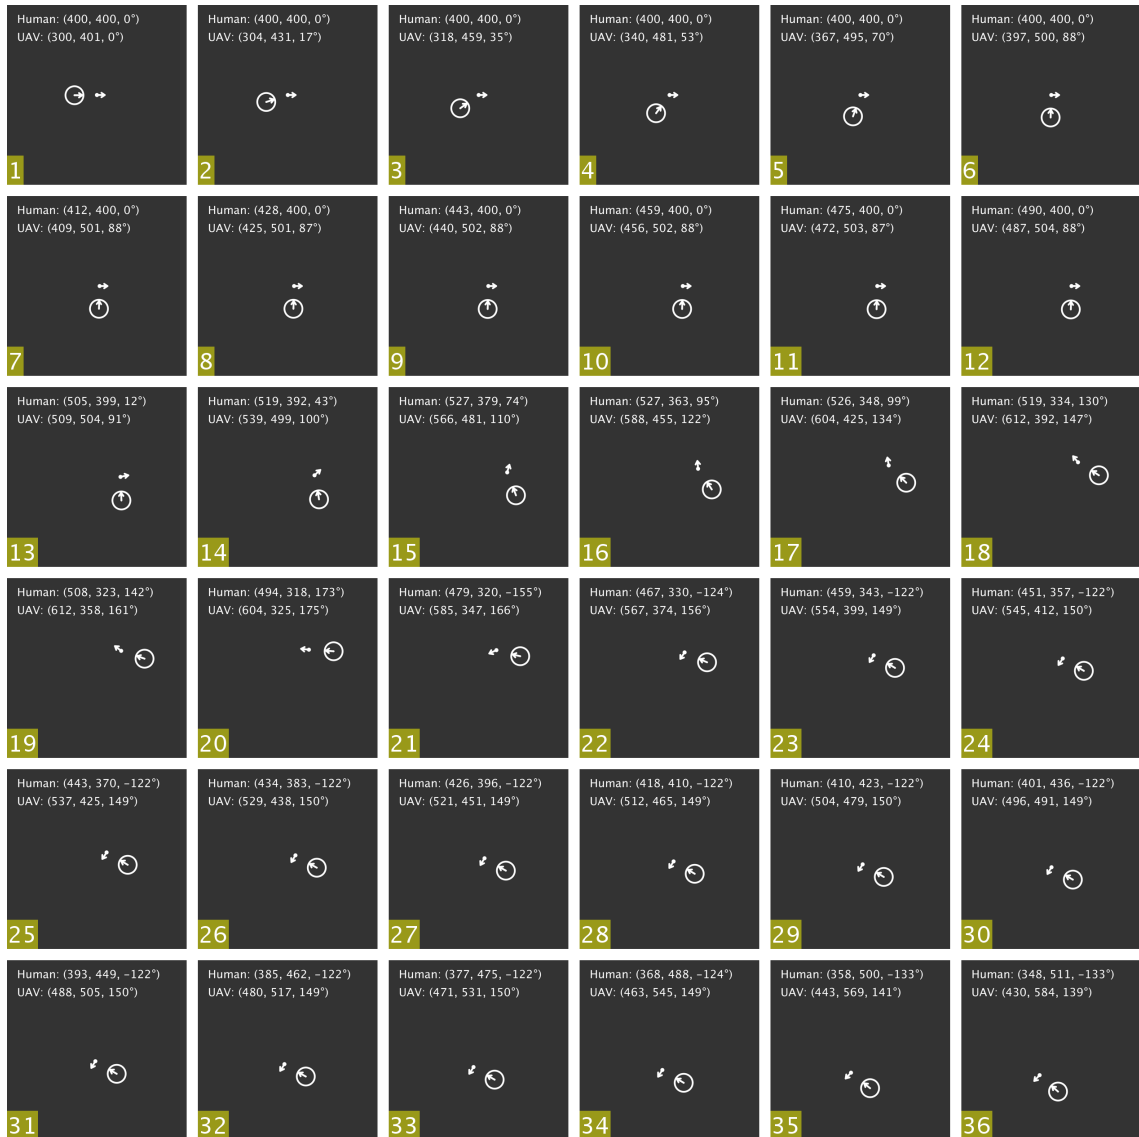 Human: (400, 400, 0°)
UAV: (300, 401, 0°)
1
Human: (400, 400, 0°)
UAV: (304, 431, 17°)
2
Human: (400, 400, 0°)
UAV: (318, 459, 35°)
3
Human: (400, 400, 0°)
UAV: (340, 481, 53°)
4
Human: (400, 400, 0°)
UAV: (367, 495, 70°)
5
Human: (400, 400, 0°)
UAV: (397, 500, 88°)
6
Human: (412, 400, 0°)
UAV: (409, 501, 88°)
7
Human: (428, 400, 0°)
UAV: (425, 501, 87°)
8
Human: (443, 400, 0°)
UAV: (440, 502, 88°)
9
Human: (459, 400, 0°)
UAV: (456, 502, 88°)
10
Human: (475, 400, 0°)
UAV: (472, 503, 87°)
11
Human: (490, 400, 0°)
UAV: (487, 504, 88°)
12
Human: (505, 399, 12°)
UAV: (509, 504, 91°)
13
Human: (519, 392, 43°)
UAV: (539, 499, 100°)
14
Human: (527, 379, 74°)
UAV: (566, 481, 110°)
15
Human: (527, 363, 95°)
UAV: (588, 455, 122°)
16
Human: (526, 348, 99°)
UAV: (604, 425, 134°)
17
Human: (519, 334, 130°)
UAV: (612, 392, 147°)
18
Human: (508, 323, 142°)
UAV: (612, 358, 161°)
19
Human: (494, 318, 173°)
UAV: (604, 325, 175°)
20
Human: (479, 320, −155°)
UAV: (585, 347, 166°)
21
Human: (467, 330, −124°)
UAV: (567, 374, 156°)
22
Human: (459, 343, −122°)
UAV: (554, 399, 149°)
23
Human: (451, 357, −122°)
UAV: (545, 412, 150°)
24
Human: (443, 370, −122°)
UAV: (537, 425, 149°)
25
Human: (434, 383, −122°)
UAV: (529, 438, 150°)
26
Human: (426, 396, −122°)
UAV: (521, 451, 149°)
27
Human: (418, 410, −122°)
UAV: (512, 465, 149°)
28
Human: (410, 423, −122°)
UAV: (504, 479, 150°)
29
Human: (401, 436, −122°)
UAV: (496, 491, 149°)
30
Human: (393, 449, −122°)
UAV: (488, 505, 150°)
31
Human: (385, 462, −122°)
UAV: (480, 517, 149°)
32
Human: (377, 475, −122°)
UAV: (471, 531, 150°)
33
Human: (368, 488, −124°)
UAV: (463, 545, 149°)
34
Human: (358, 500, −133°)
UAV: (443, 569, 141°)
35
Human: (348, 511, −133°)
UAV: (430, 584, 139°)
36